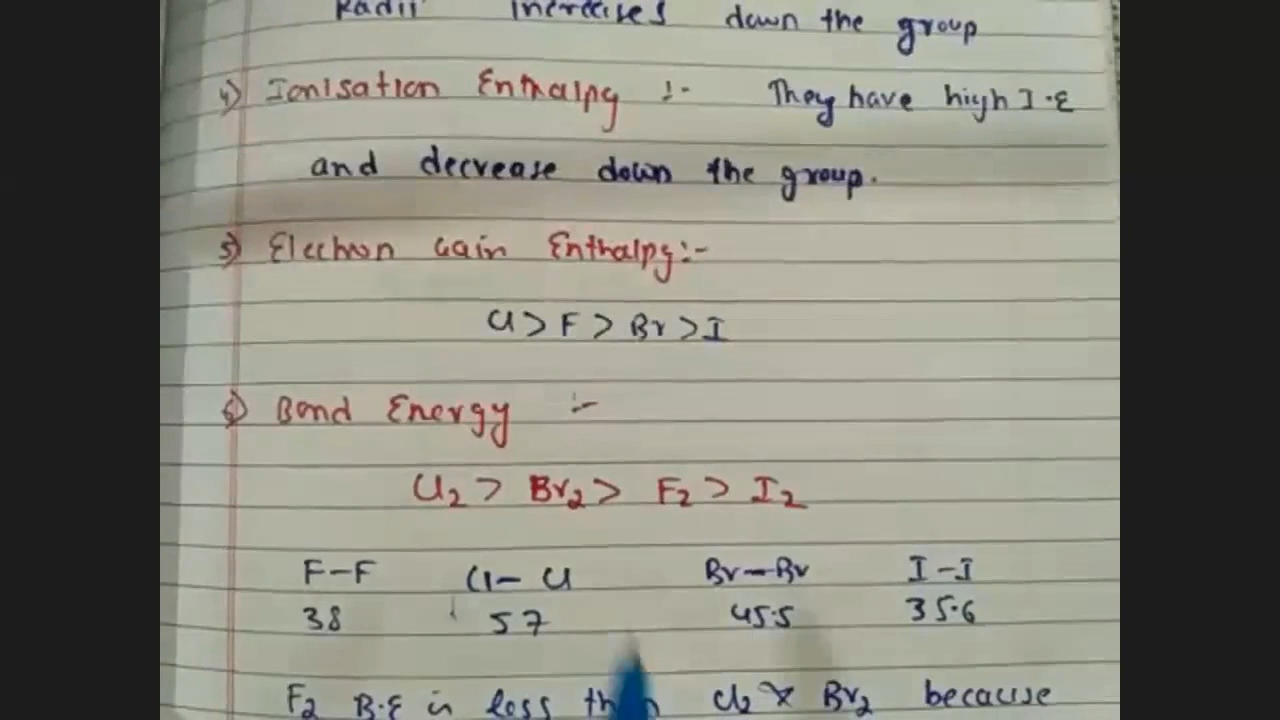 Radii increases down the group
4) Ionisation Enthalpy :- They have high I.E
and decrease down the group.
5) Electron Gain Enthalpy:-
Cl > F > Br > I
6) Bond Energy :-
Cl2 > Br2 > F2 > I2
F-F Cl-Cl Br-Br I-I
38 57 45.5 35.6
F2 B.E is less than Cl2 & Br2 because